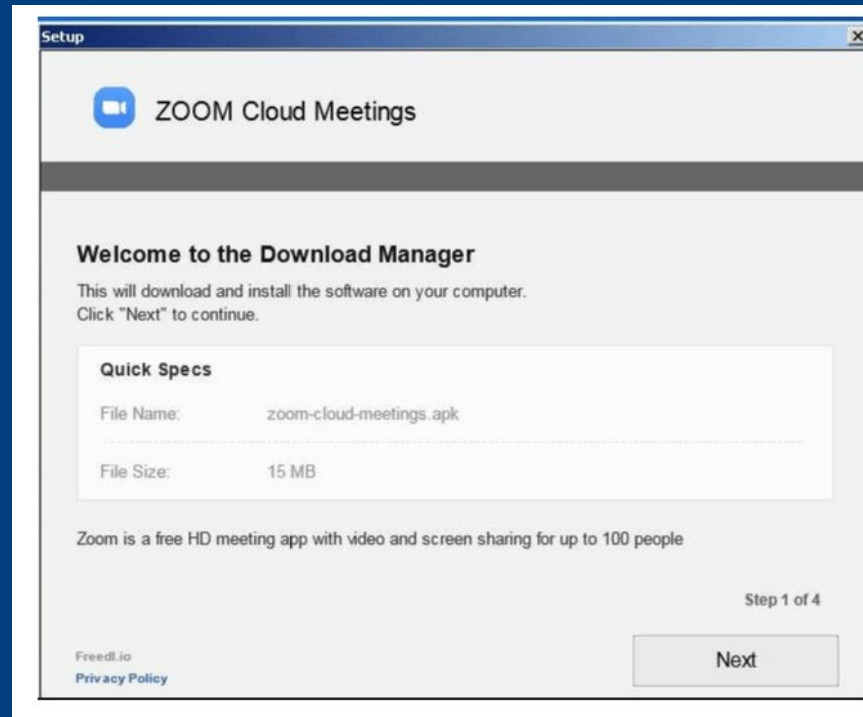 Setup
ZOOM Cloud Meetings
Welcome to the Download Manager
This will download and install the software on your computer.
Click "Next" to continue.
Quick Specs
File Name: zoom-cloud-meetings.apk
File Size: 15 MB
Zoom is a free HD meeting app with video and screen sharing for up to 100 people
Step 1 of 4
Freedl.io
Privacy Policy
Next